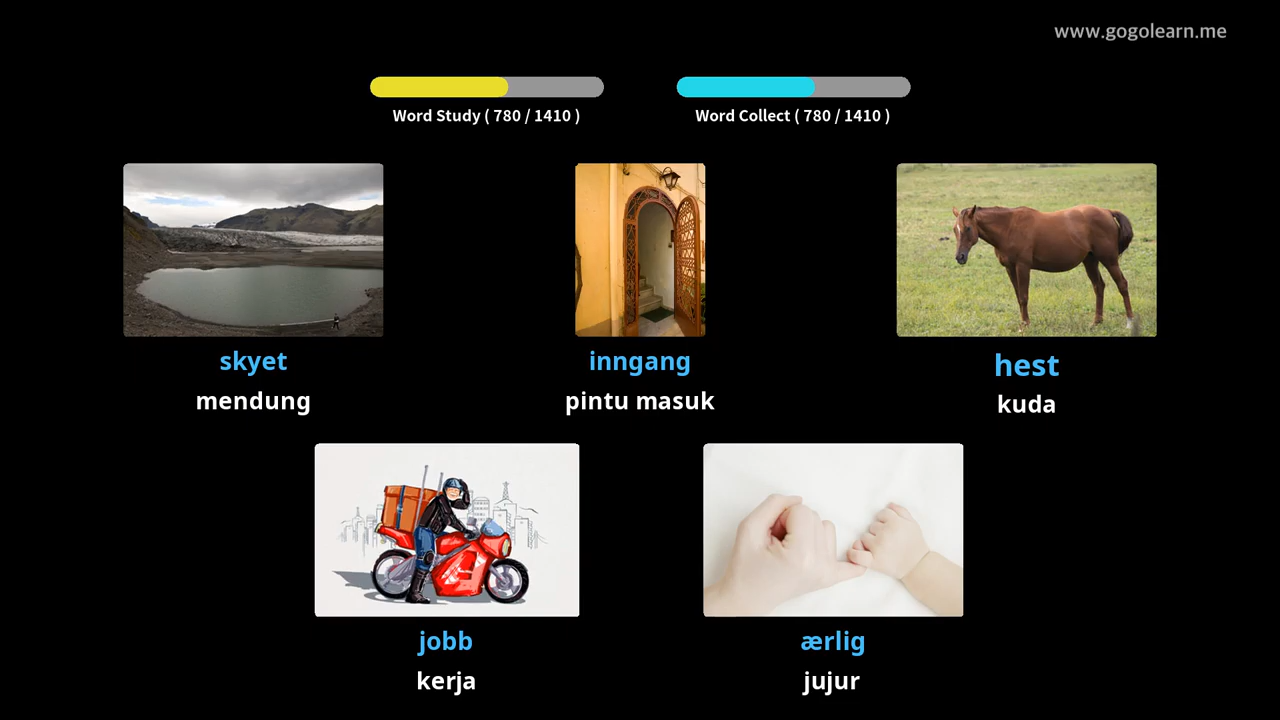 www.gogolearn.me
Word Study ( 780 / 1410 )
Word Collect ( 780 / 1410 )
skyet
mendung
inngang
pintu masuk
hest
kuda
jobb
kerja
ærlig
jujur